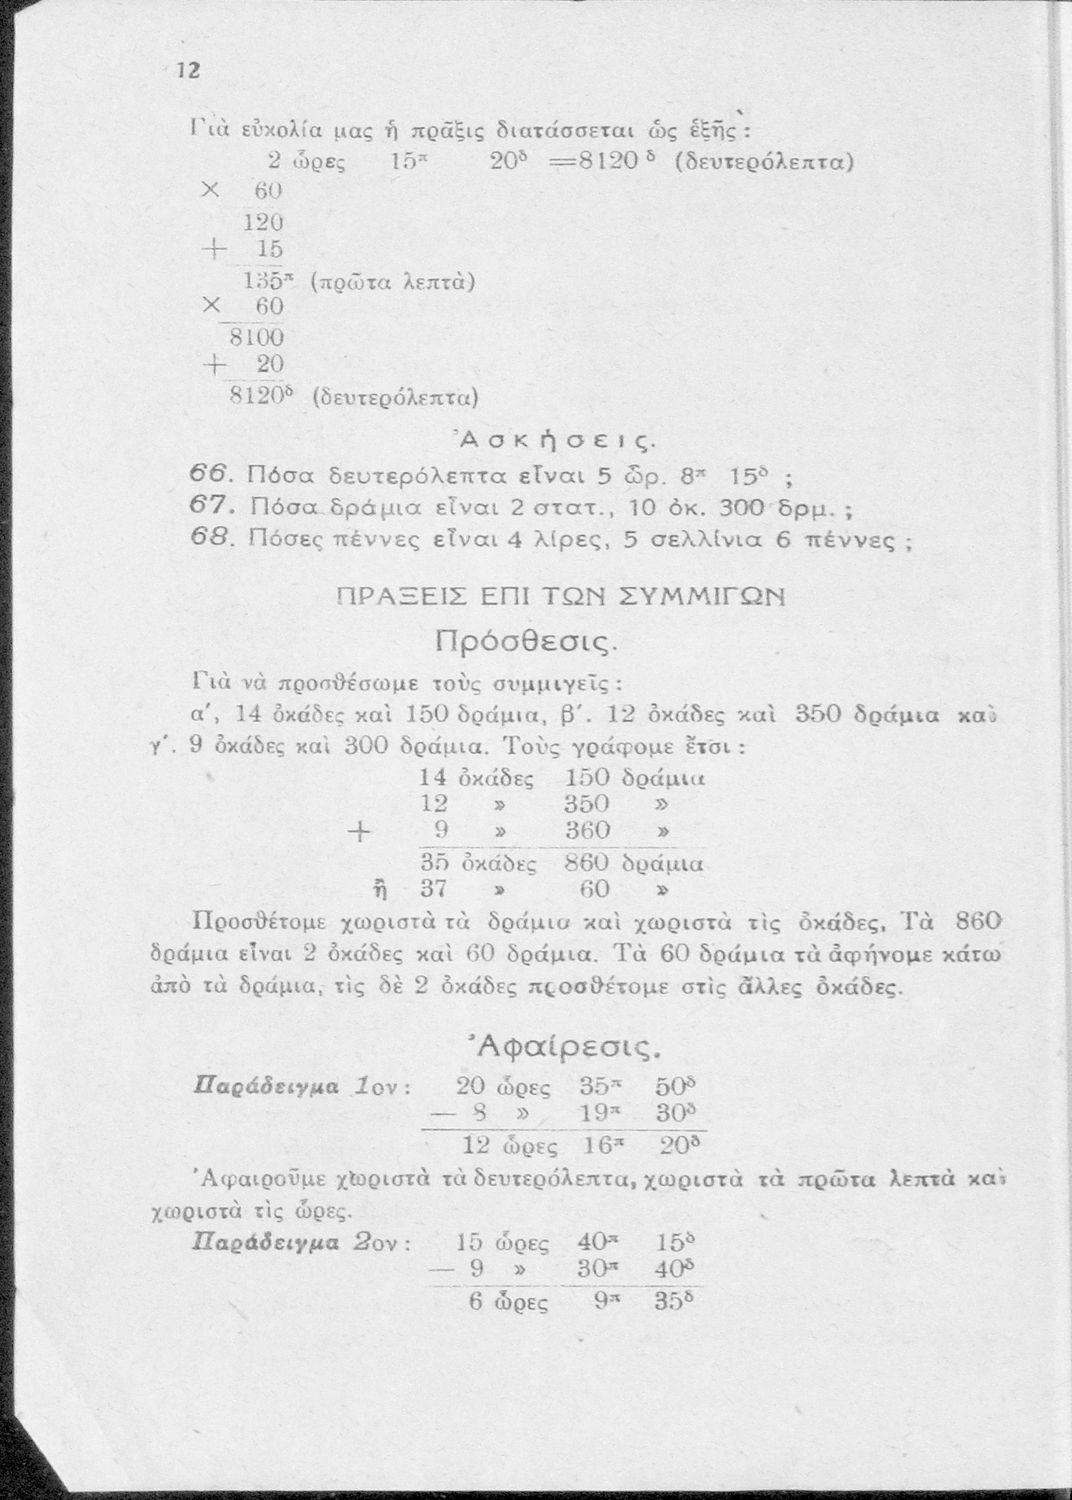 12
Γιὰ εὐκολία μας ἡ πρᾶξις διατάσσεται ὡς ἑξῆς :
2 ὧρες 15π 20δ =8120 δ (δευτερόλεπτα)
× 60
120
+ 15
135π (πρῶτα λεπτὰ)
× 60
8100
+ 20
8120δ (δευτερόλεπτα)
Ἀσκήσεις.
66. Πόσα δευτερόλεπτα εἶναι 5 ὧρ. 8π 15δ ;
67. Πόσα δράμια εἶναι 2 στατ., 10 ὀκ. 300 δρμ. ;
68. Πόσες πέννες εἶναι 4 λίρες, 5 σελλίνια 6 πέννες ;
ΠΡΑΞΕΙΣ ΕΠΙ ΤΩΝ ΣΥΜΜΙΓΩΝ
Πρόσθεσις.
Γιὰ νὰ προσθέσωμε τοὺς συμμιγεῖς :
α΄, 14 ὀκάδες καὶ 150 δράμια, β΄. 12 ὀκάδες καὶ 350 δράμια καὶ
γ΄. 9 ὀκάδες καὶ 300 δράμια. Τοὺς γράφομε ἔτσι :
14 ὀκάδες 150 δράμια
12 » 350 »
+ 9 » 360 »
35 ὀκάδες 860 δράμια
ἢ 37 » 60 »
Προσθέτομε χωριστὰ τὰ δράμια καὶ χωριστὰ τὶς ὀκάδες, Τὰ 860
δράμια εἶναι 2 ὀκάδες καὶ 60 δράμια. Τὰ 60 δράμια τὰ ἀφήνομε κάτω
ἀπὸ τὰ δράμια, τὶς δὲ 2 ὀκάδες προσθέτομε στὶς ἄλλες ὀκάδες.
Ἀφαίρεσις.
Παράδειγμα 1ον : 20 ὧρες 35π 50δ
— 8 » 19π 30δ
12 ὧρες 16π 20δ
Ἀφαιροῦμε χωριστὰ τὰ δευτερόλεπτα, χωριστὰ τὰ πρῶτα λεπτὰ καὶ
χωριστὰ τὶς ὧρες.
Παράδειγμα 2ον : 15 ὧρες 40π 15δ
— 9 » 30π 40δ
6 ὧρες 9π 35δ